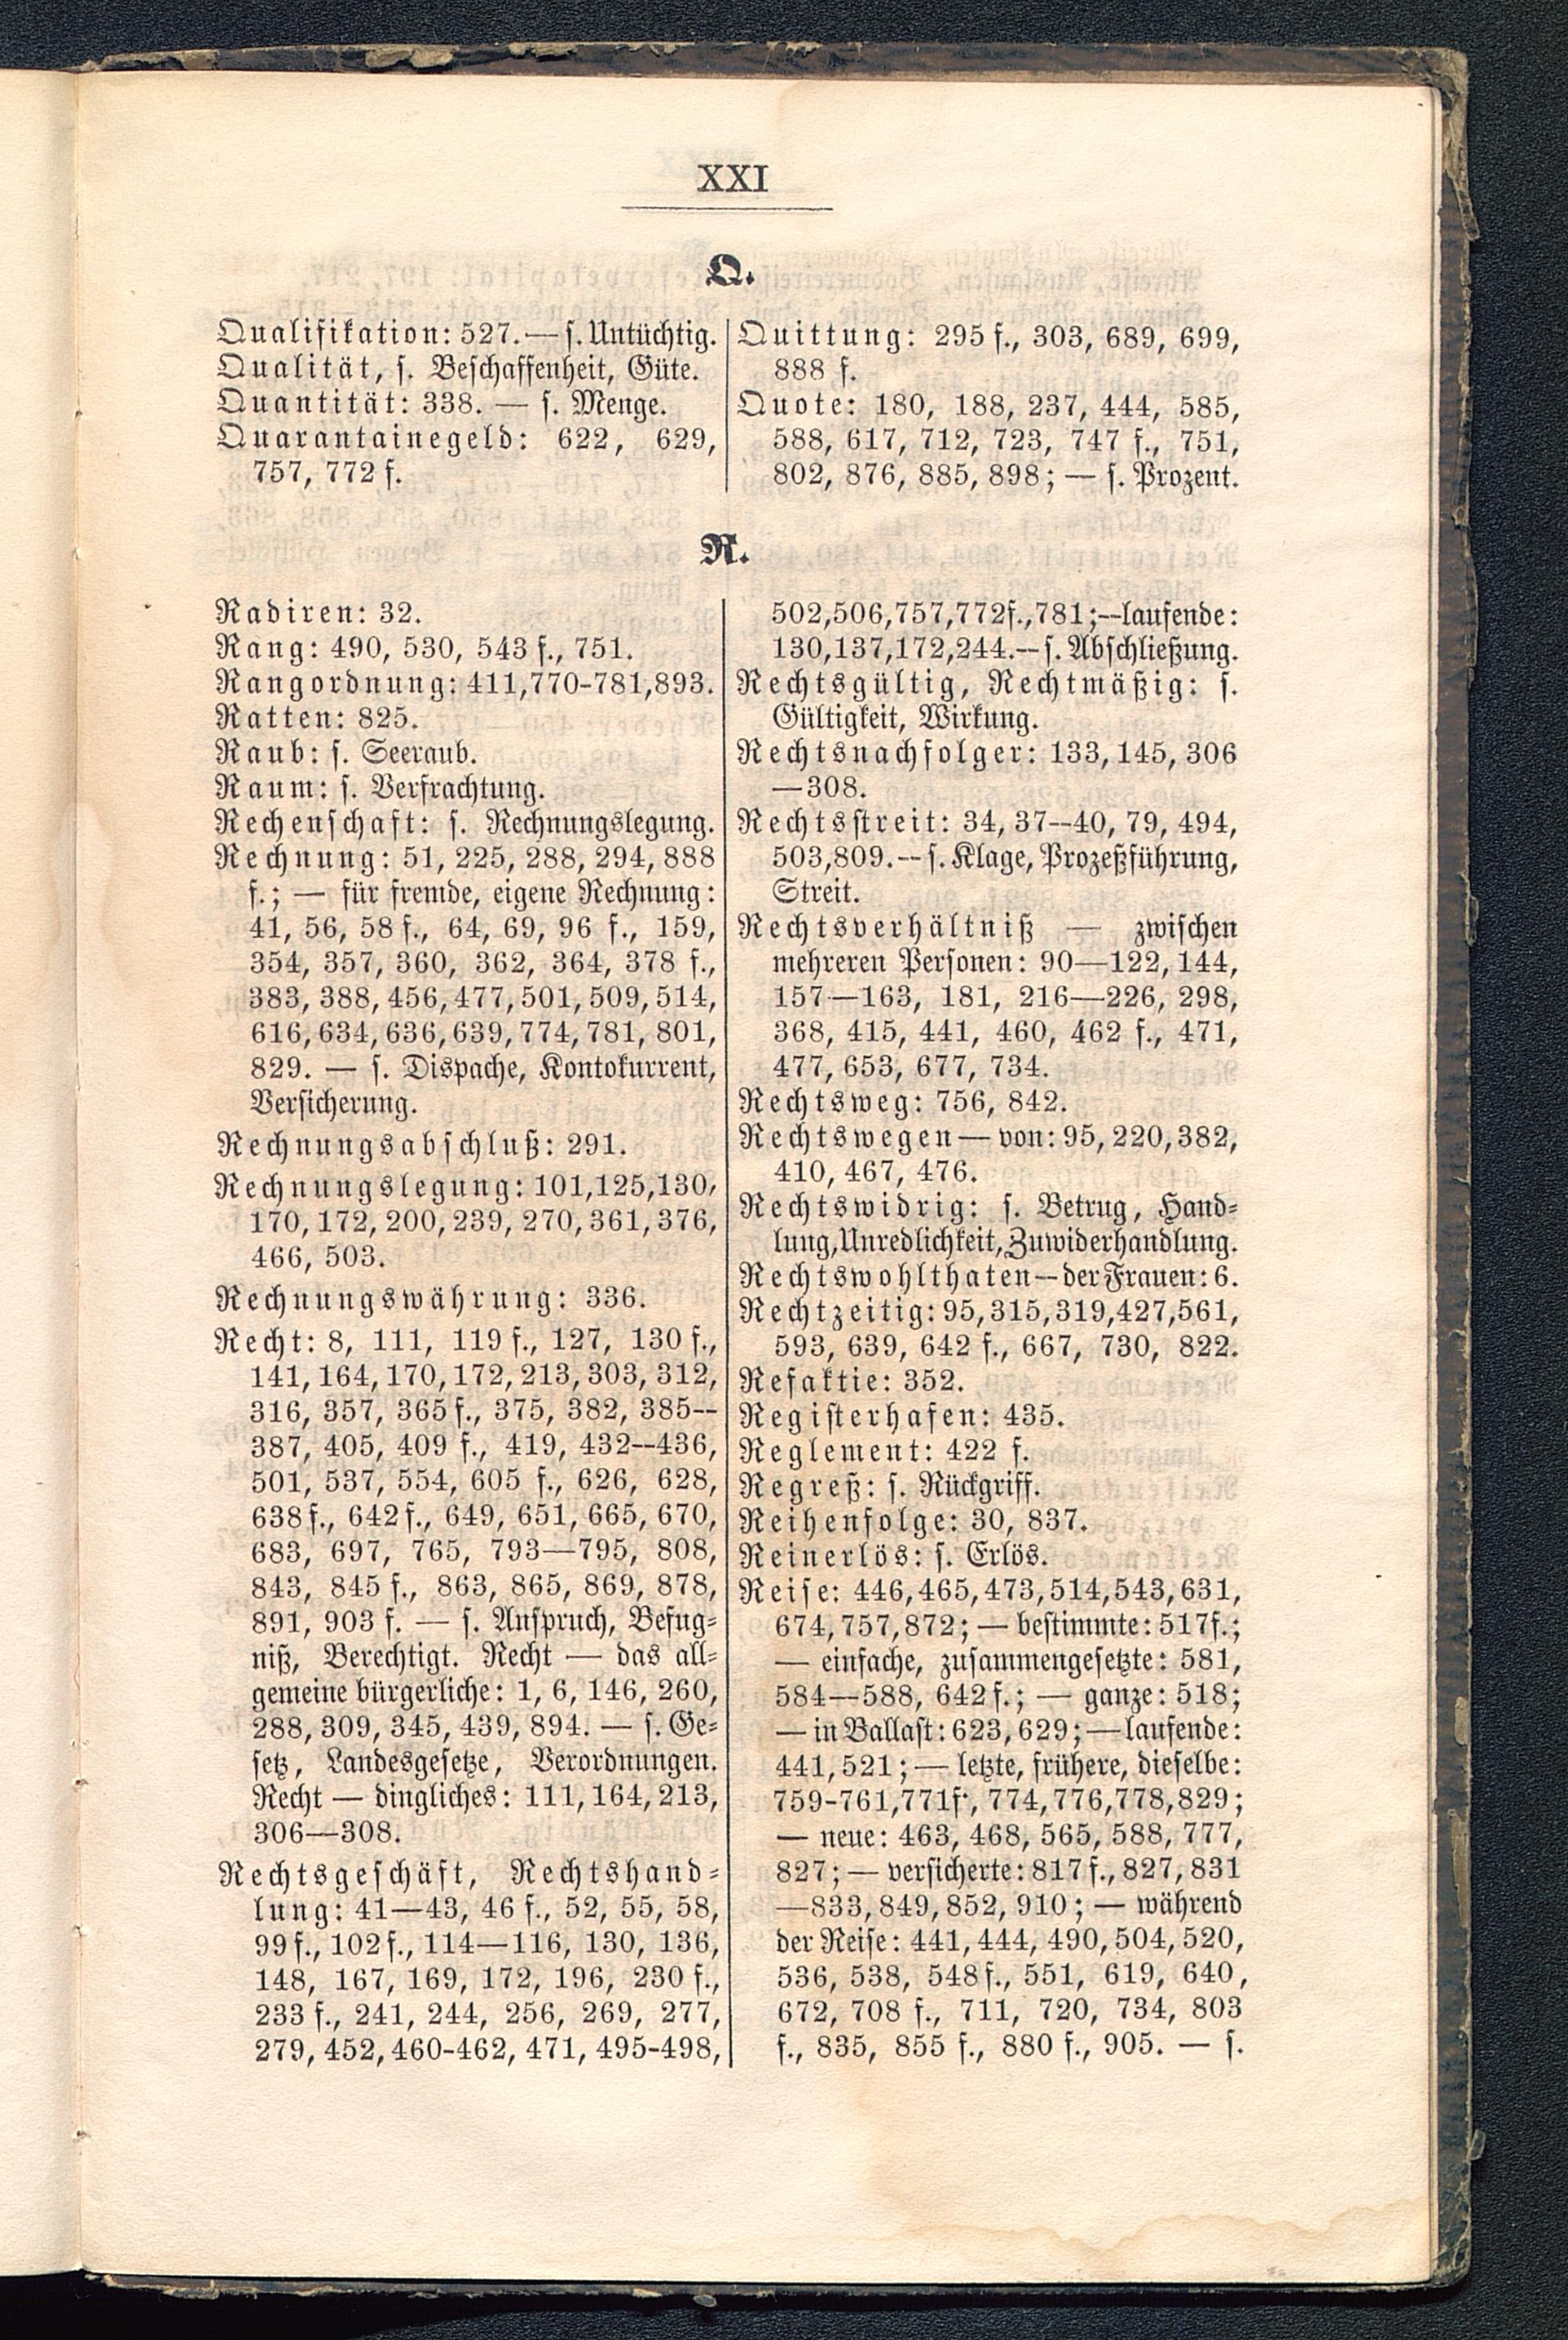 XXI
Q.
Qualifikation: 527. — s. Untüchtig.
Qualität, s. Beschaffenheit, Güte.
Quantität: 338. — s. Menge.
Quarantainegeld: 622, 629,
757, 772 f.
Quittung: 295 f., 303, 689, 699,
888 f.
Quote: 180, 188, 237, 444, 585,
588, 617, 712, 723, 747 f., 751,
802, 876, 885, 898; — s. Prozent.
R.
Radiren: 32.
Rang: 490, 530, 543 f., 751.
Rangordnung: 411, 770-781, 893.
Ratten: 825.
Raub: s. Seeraub.
Raum: s. Verfrachtung.
Rechenschaft: s. Rechnungslegung.
Rechnung: 51, 225, 288, 294, 888
f.; — für fremde, eigene Rechnung:
41, 56, 58 f., 64, 69, 96 f., 159,
354, 357, 360, 362, 364, 378 f.,
383, 388, 456, 477, 501, 509, 514,
616, 634, 636, 639, 774, 781, 801,
829. — s. Dispache, Kontokurrent,
Versicherung.
Rechnungsabschluß: 291.
Rechnungslegung: 101, 125, 130,
170, 172, 200, 239, 270, 361, 376,
466, 503.
Rechnungswährung: 336.
Recht: 8, 111, 119 f., 127, 130 f.,
141, 164, 170, 172, 213, 303, 312,
316, 357, 365 f., 375, 382, 385--
387, 405, 409 f., 419, 432--436,
501, 537, 554, 605 f., 626, 628,
638 f., 642 f., 649, 651, 665, 670,
683, 697, 765, 793—795, 808,
843, 845 f., 863, 865, 869, 878,
891, 903 f. — s. Anspruch, Befug-
niß, Berechtigt. Recht — das all-
gemeine bürgerliche: 1, 6, 146, 260,
288, 309, 345, 439, 894. — s. Ge-
setz, Landesgesetze, Verordnungen.
Recht — dingliches: 111, 164, 213,
306—308.
Rechtsgeschäft, Rechtshand-
lung: 41—43, 46 f., 52, 55, 58,
99 f., 102 f., 114—116, 130, 136,
148, 167, 169, 172, 196, 230 f.,
233 f., 241, 244, 256, 269, 277,
279, 452, 460-462, 471, 495-498,
502, 506, 757, 772 f., 781; -- laufende:
130, 137, 172, 244. — s. Abschließung.
Rechtsgültig, Rechtmäßig: s.
Gültigkeit, Wirkung.
Rechtsnachfolger: 133, 145, 306
—308.
Rechtsstreit: 34, 37--40, 79, 494,
503, 809. -- s. Klage, Prozeßführung,
Streit.
Rechtsverhältniß — zwischen
mehreren Personen: 90—122, 144,
157—163, 181, 216—226, 298,
368, 415, 441, 460, 462 f., 471,
477, 653, 677, 734.
Rechtsweg: 756, 842.
Rechtswegen — von: 95, 220, 382,
410, 467, 476.
Rechtswidrig: s. Betrug, Hand-
lung, Unredlichkeit, Zuwiderhandlung.
Rechtswohlthaten — der Frauen: 6.
Rechtzeitig: 95, 315, 319, 427, 561,
593, 639, 642 f., 667, 730, 822.
Refaktie: 352.
Registerhafen: 435.
Reglement: 422 f.
Regreß: s. Rückgriff.
Reihenfolge: 30, 837.
Reinerlös: s. Erlös.
Reise: 446, 465, 473, 514, 543, 631,
674, 757, 872; — bestimmte: 517 f.;
— einfache, zusammengesetzte: 581,
584—588, 642 f.; — ganze: 518;
— in Ballast: 623, 629; — laufende:
441, 521; — letzte, frühere, dieselbe:
759-761, 771 f., 774, 776, 778, 829;
— neue: 463, 468, 565, 588, 777,
827; — versicherte: 817 f., 827, 831
—833, 849, 852, 910; — während
der Reise: 441, 444, 490, 504, 520,
536, 538, 548 f., 551, 619, 640,
672, 708 f., 711, 720, 734, 803
f., 835, 855 f., 880 f., 905. — s.